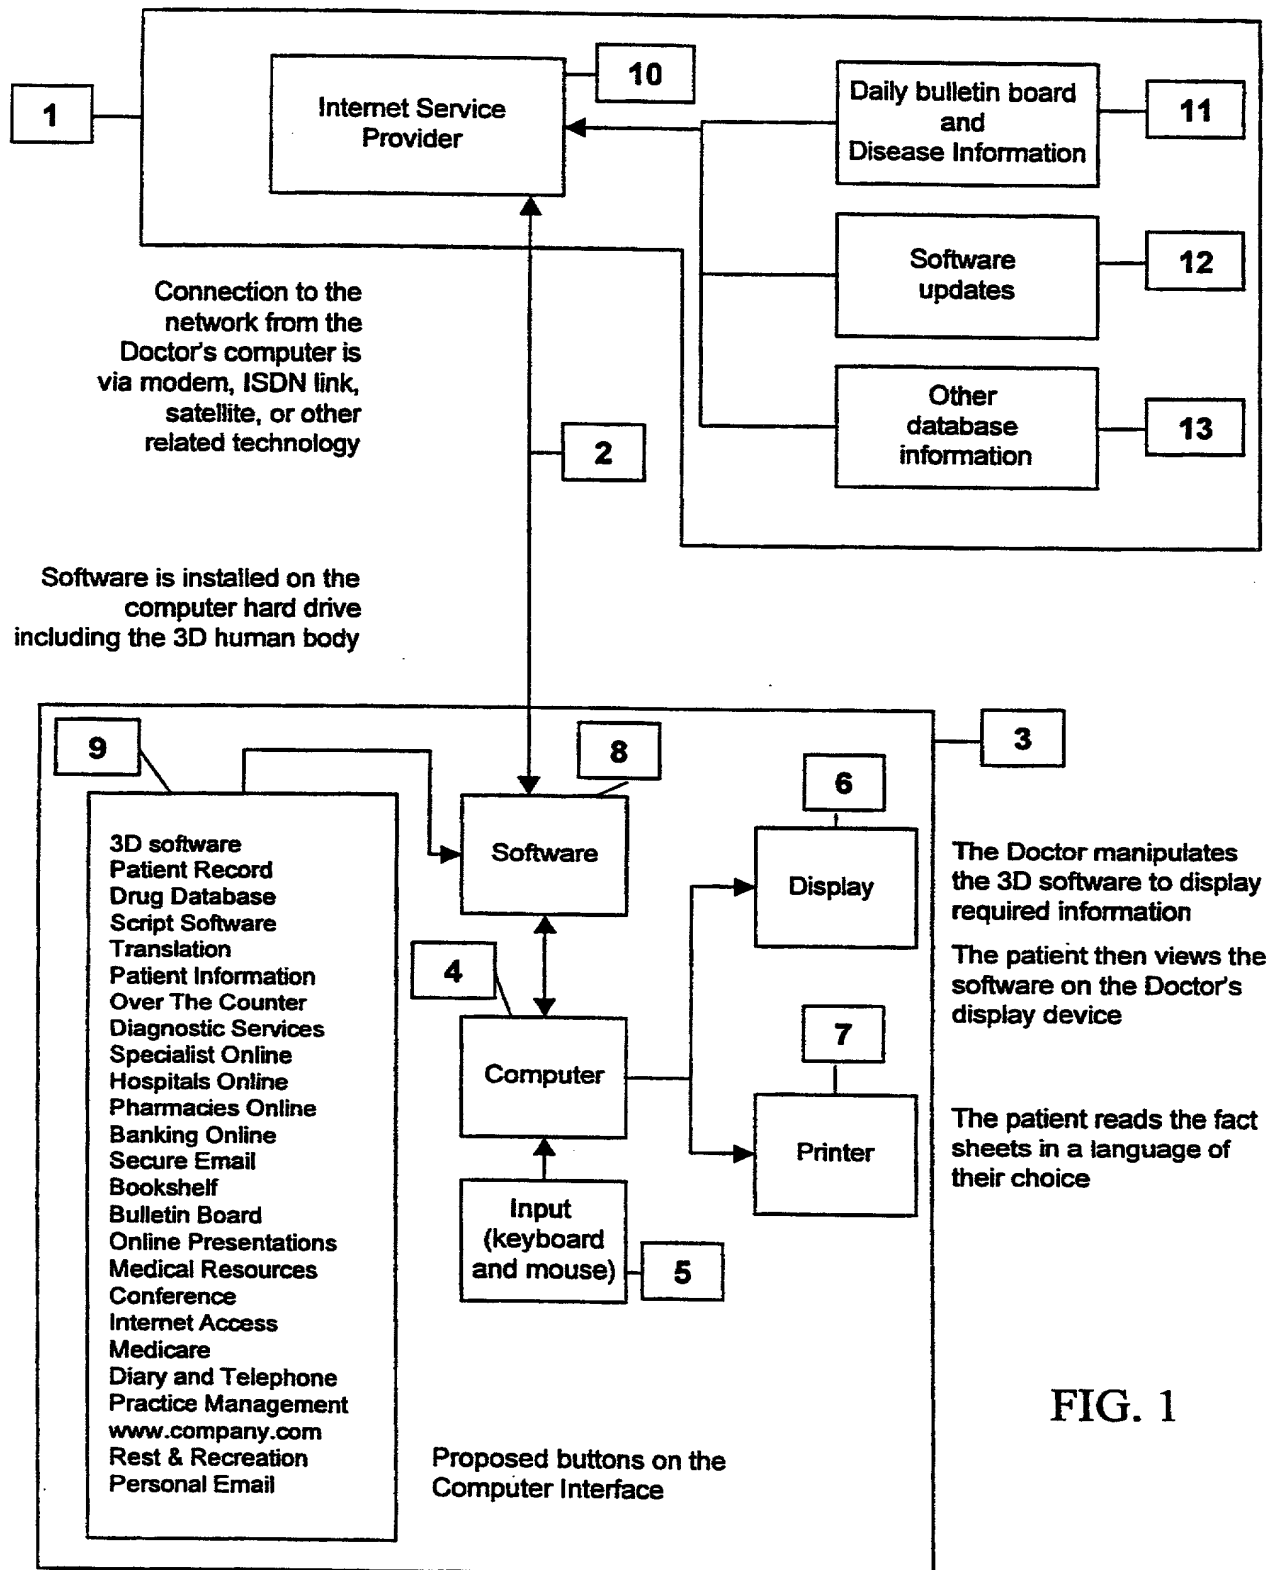 1
Internet Service
Provider
10
Daily bulletin board
and
Disease Information
11
Software
updates
12
Other
database
information
13
Connection to the
network from the
Doctor's computer is
via modem, ISDN link,
satellite, or other
related technology
2
Software is installed on the
computer hard drive
including the 3D human body
3
9
3D software
Patient Record
Drug Database
Script Software
Translation
Patient Information
Over The Counter
Diagnostic Services
Specialist Online
Hospitals Online
Pharmacies Online
Banking Online
Secure Email
Bookshelf
Bulletin Board
Online Presentations
Medical Resources
Conference
Internet Access
Medicare
Diary and Telephone
Practice Management
www.company.com
Rest & Recreation
Personal Email
8
Software
4
Computer
Input
(keyboard
and mouse)
5
6
Display
7
Printer
The Doctor manipulates
the 3D software to display
required information
The patient then views the
software on the Doctor's
display device
The patient reads the fact
sheets in a language of
their choice
Proposed buttons on the
Computer Interface
FIG. 1